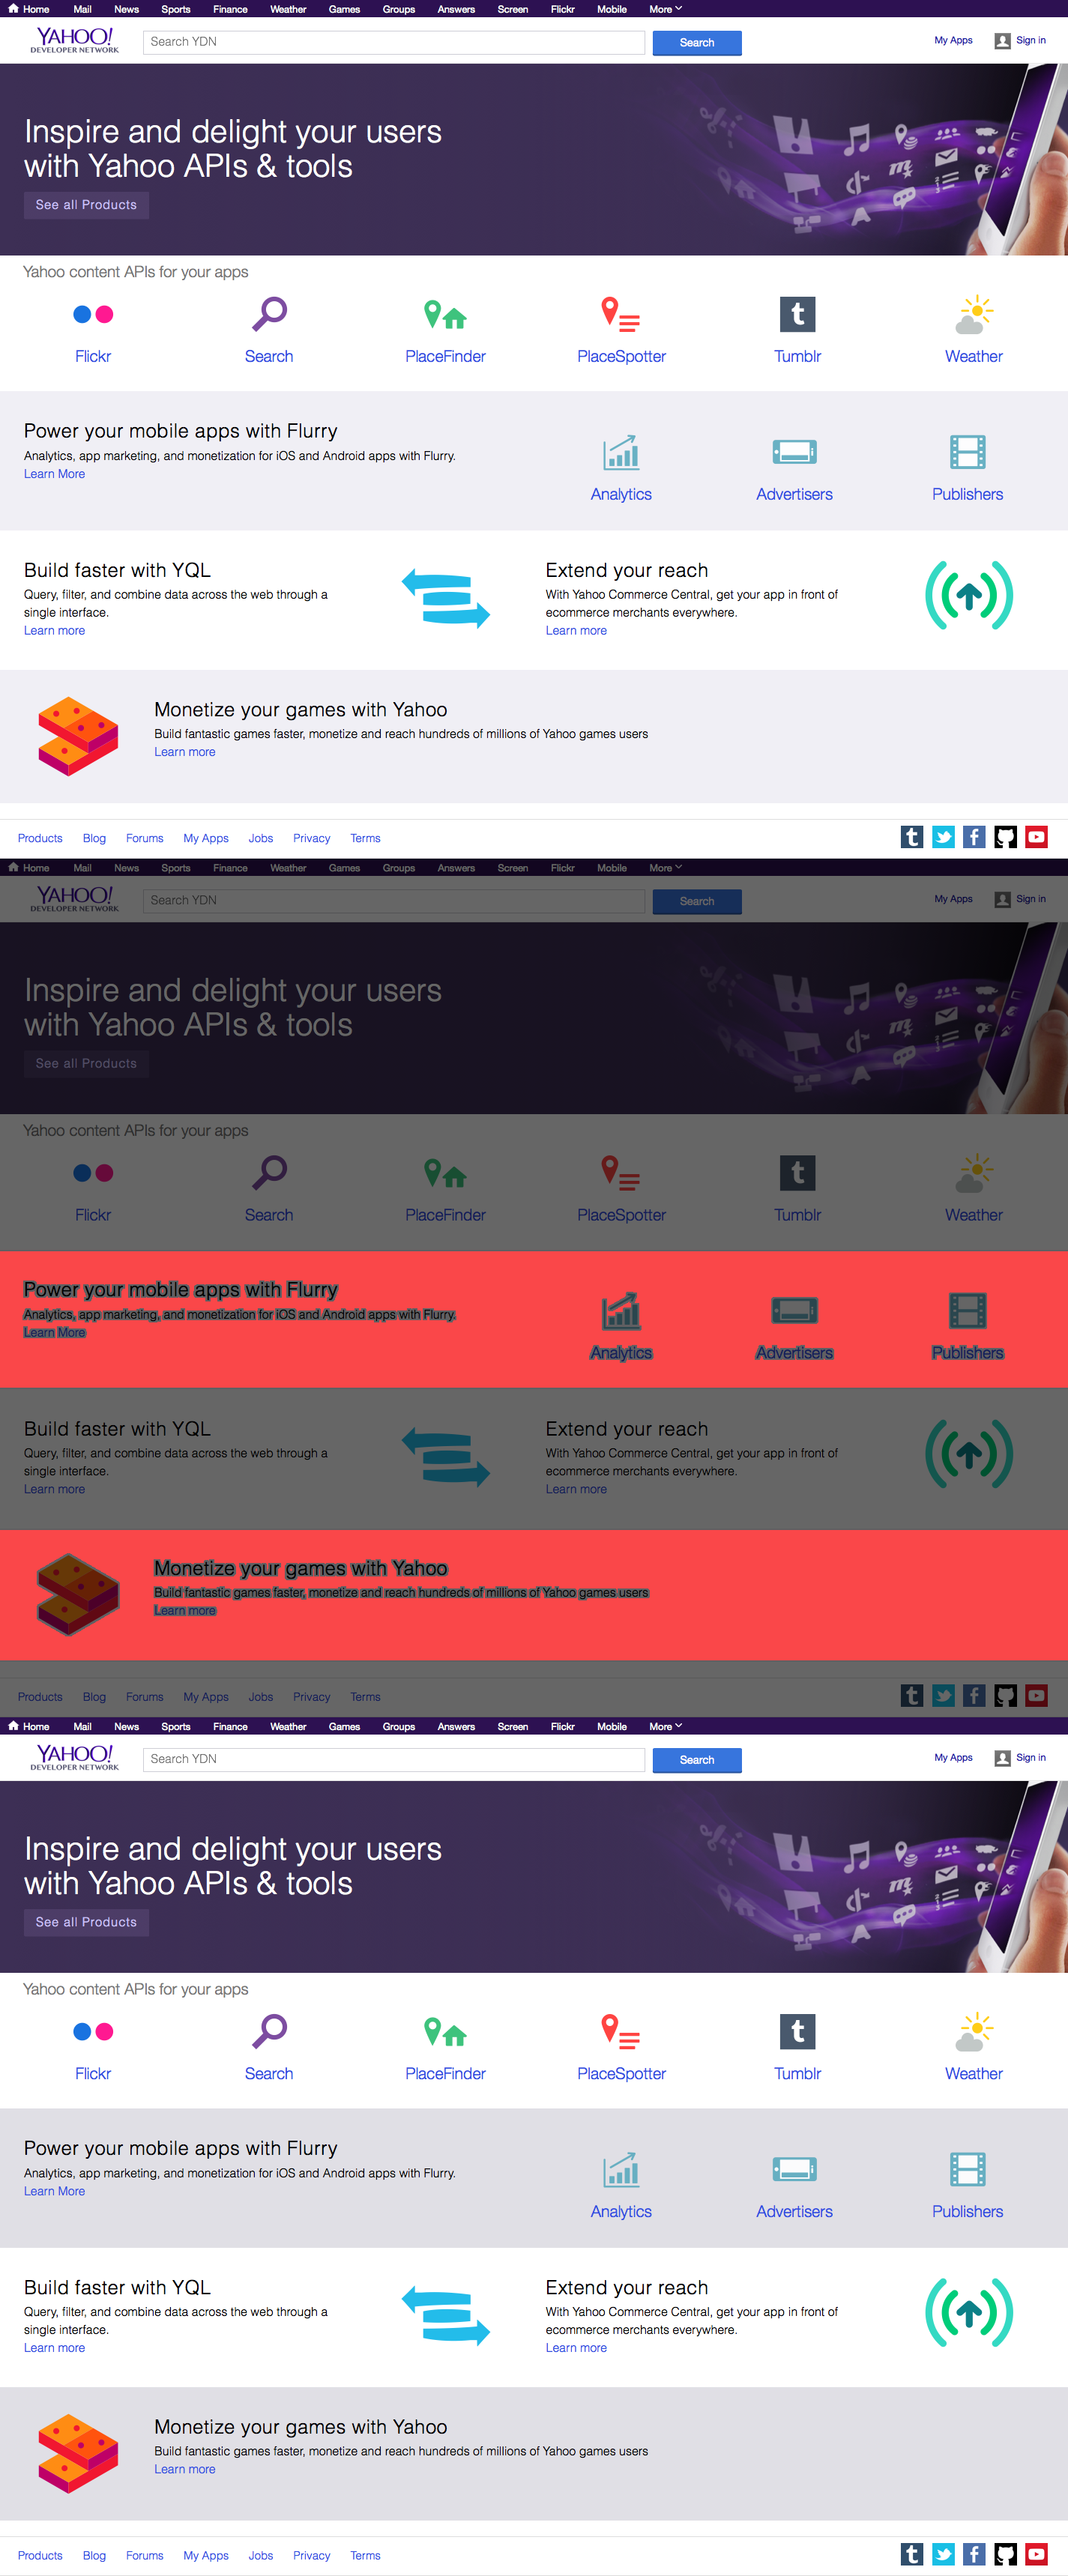 Home Mail News Sports Finance Weather Games Groups Answers Screen Flickr Mobile More
YAHOO!
DEVELOPER NETWORK
Search YDN
Search
My Apps
Sign in
Inspire and delight your users
with Yahoo APIs & tools
See all Products
Yahoo content APIs for your apps
Flickr Search PlaceFinder PlaceSpotter Tumblr Weather
Power your mobile apps with Flurry
Analytics, app marketing, and monetization for iOS and Android apps with Flurry.
Learn More
Analytics Advertisers Publishers
Build faster with YQL
Query, filter, and combine data across the web through a
single interface.
Learn more
Extend your reach
With Yahoo Commerce Central, get your app in front of
ecommerce merchants everywhere.
Learn more
Monetize your games with Yahoo
Build fantastic games faster, monetize and reach hundreds of millions of Yahoo games users
Learn more
Products Blog Forums My Apps Jobs Privacy Terms
Home Mail News Sports Finance Weather Games Groups Answers Screen Flickr Mobile More
YAHOO!
DEVELOPER NETWORK
Search YDN
Search
My Apps
Sign in
Inspire and delight your users
with Yahoo APIs & tools
See all Products
Yahoo content APIs for your apps
Flickr Search PlaceFinder PlaceSpotter Tumblr Weather
Power your mobile apps with Flurry
Analytics, app marketing, and monetization for iOS and Android apps with Flurry.
Learn More
Analytics Advertisers Publishers
Build faster with YQL
Query, filter, and combine data across the web through a
single interface.
Learn more
Extend your reach
With Yahoo Commerce Central, get your app in front of
ecommerce merchants everywhere.
Learn more
Monetize your games with Yahoo
Build fantastic games faster, monetize and reach hundreds of millions of Yahoo games users
Learn more
Products Blog Forums My Apps Jobs Privacy Terms
Home Mail News Sports Finance Weather Games Groups Answers Screen Flickr Mobile More
YAHOO!
DEVELOPER NETWORK
Search YDN
Search
My Apps
Sign in
Inspire and delight your users
with Yahoo APIs & tools
See all Products
Yahoo content APIs for your apps
Flickr Search PlaceFinder PlaceSpotter Tumblr Weather
Power your mobile apps with Flurry
Analytics, app marketing, and monetization for iOS and Android apps with Flurry.
Learn More
Analytics Advertisers Publishers
Build faster with YQL
Query, filter, and combine data across the web through a
single interface.
Learn more
Extend your reach
With Yahoo Commerce Central, get your app in front of
ecommerce merchants everywhere.
Learn more
Monetize your games with Yahoo
Build fantastic games faster, monetize and reach hundreds of millions of Yahoo games users
Learn more
Products Blog Forums My Apps Jobs Privacy Terms